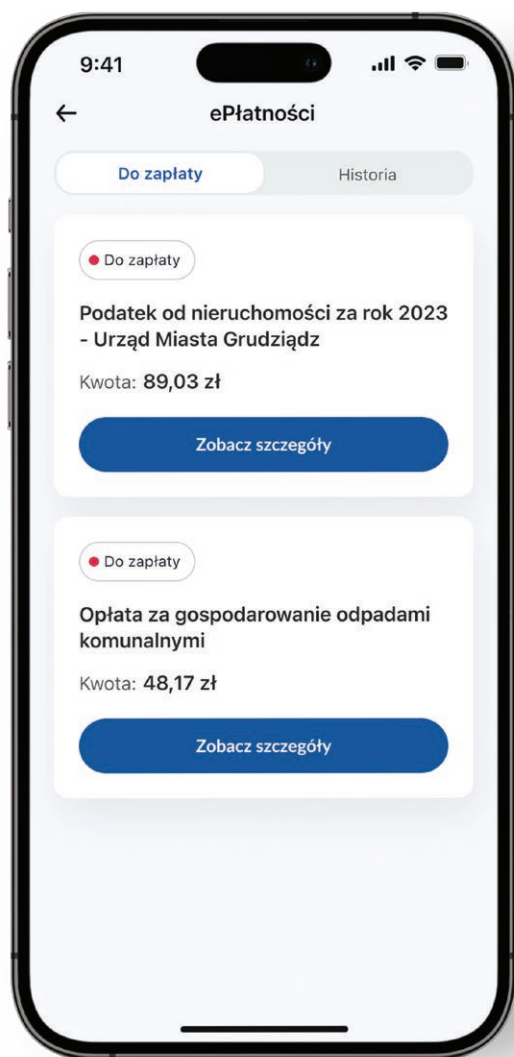 9:41
ePłatności
Do zapłaty
Historia
Do zapłaty
Podatek od nieruchomości za rok 2023
- Urząd Miasta Grudziądz
Kwota: 89,03 zł
Zobacz szczegóły
Do zapłaty
Opłata za gospodarowanie odpadami
komunalnymi
Kwota: 48,17 zł
Zobacz szczegóły